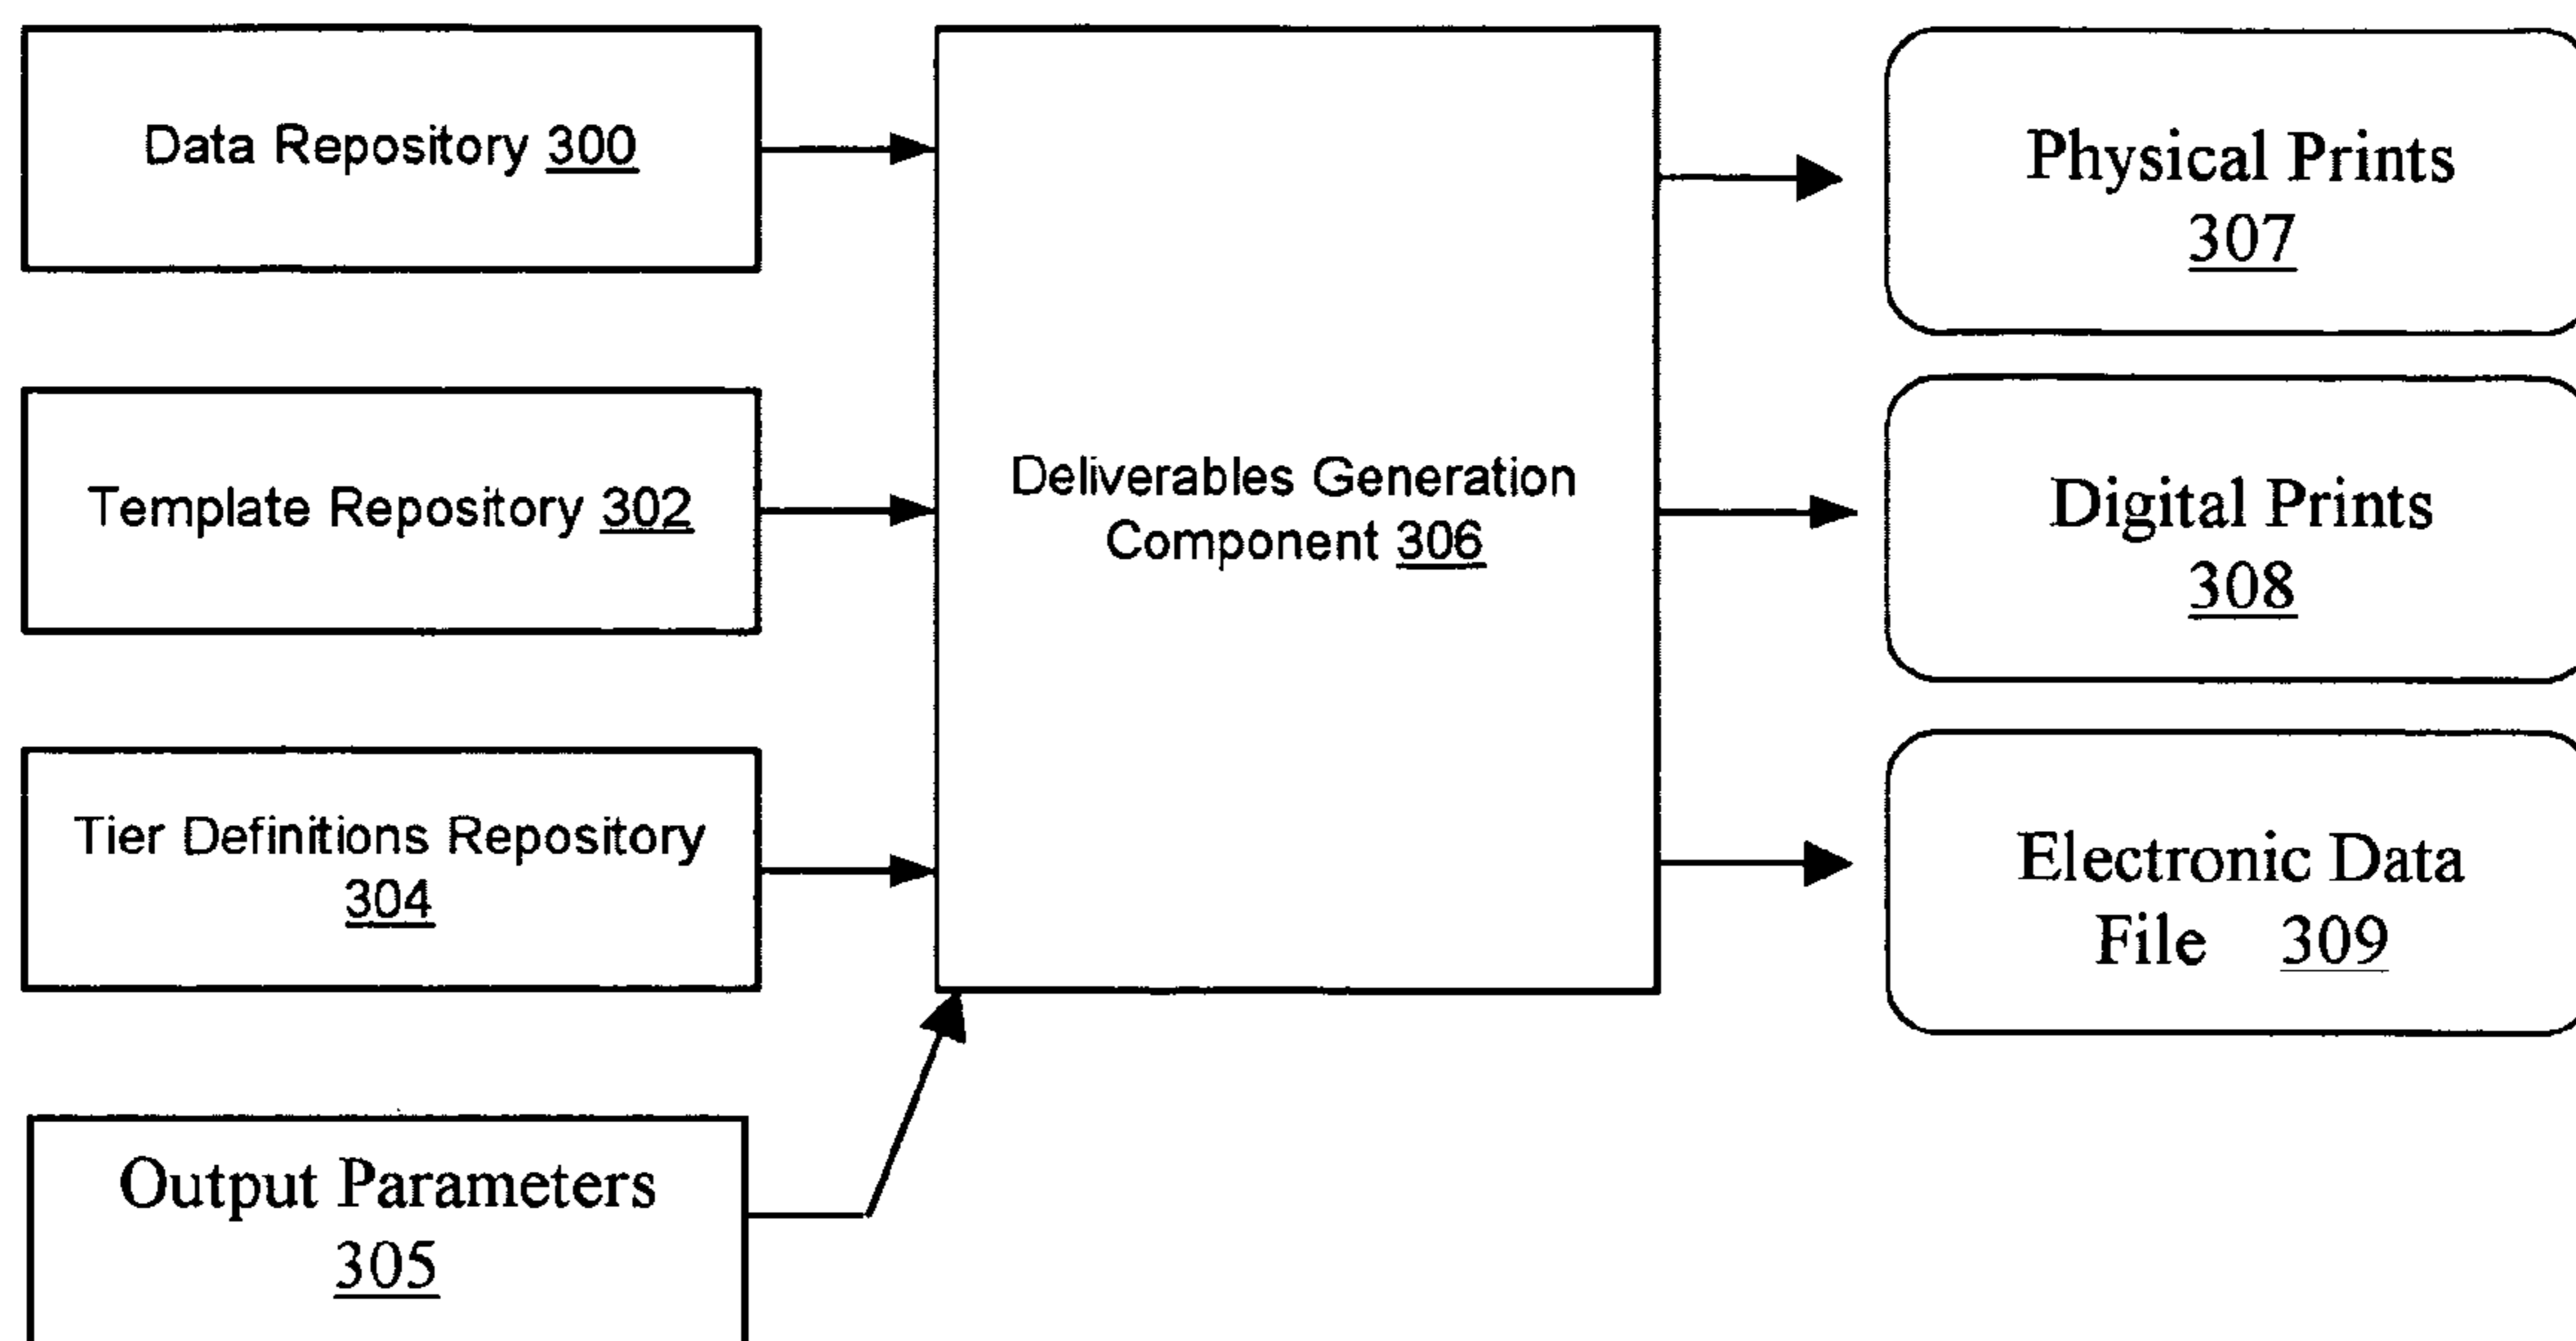 Data Repository 300
Template Repository 302
Tier Definitions Repository
304
Output Parameters
305
Deliverables Generation
Component 306
Physical Prints
307
Digital Prints
308
Electronic Data
File 309